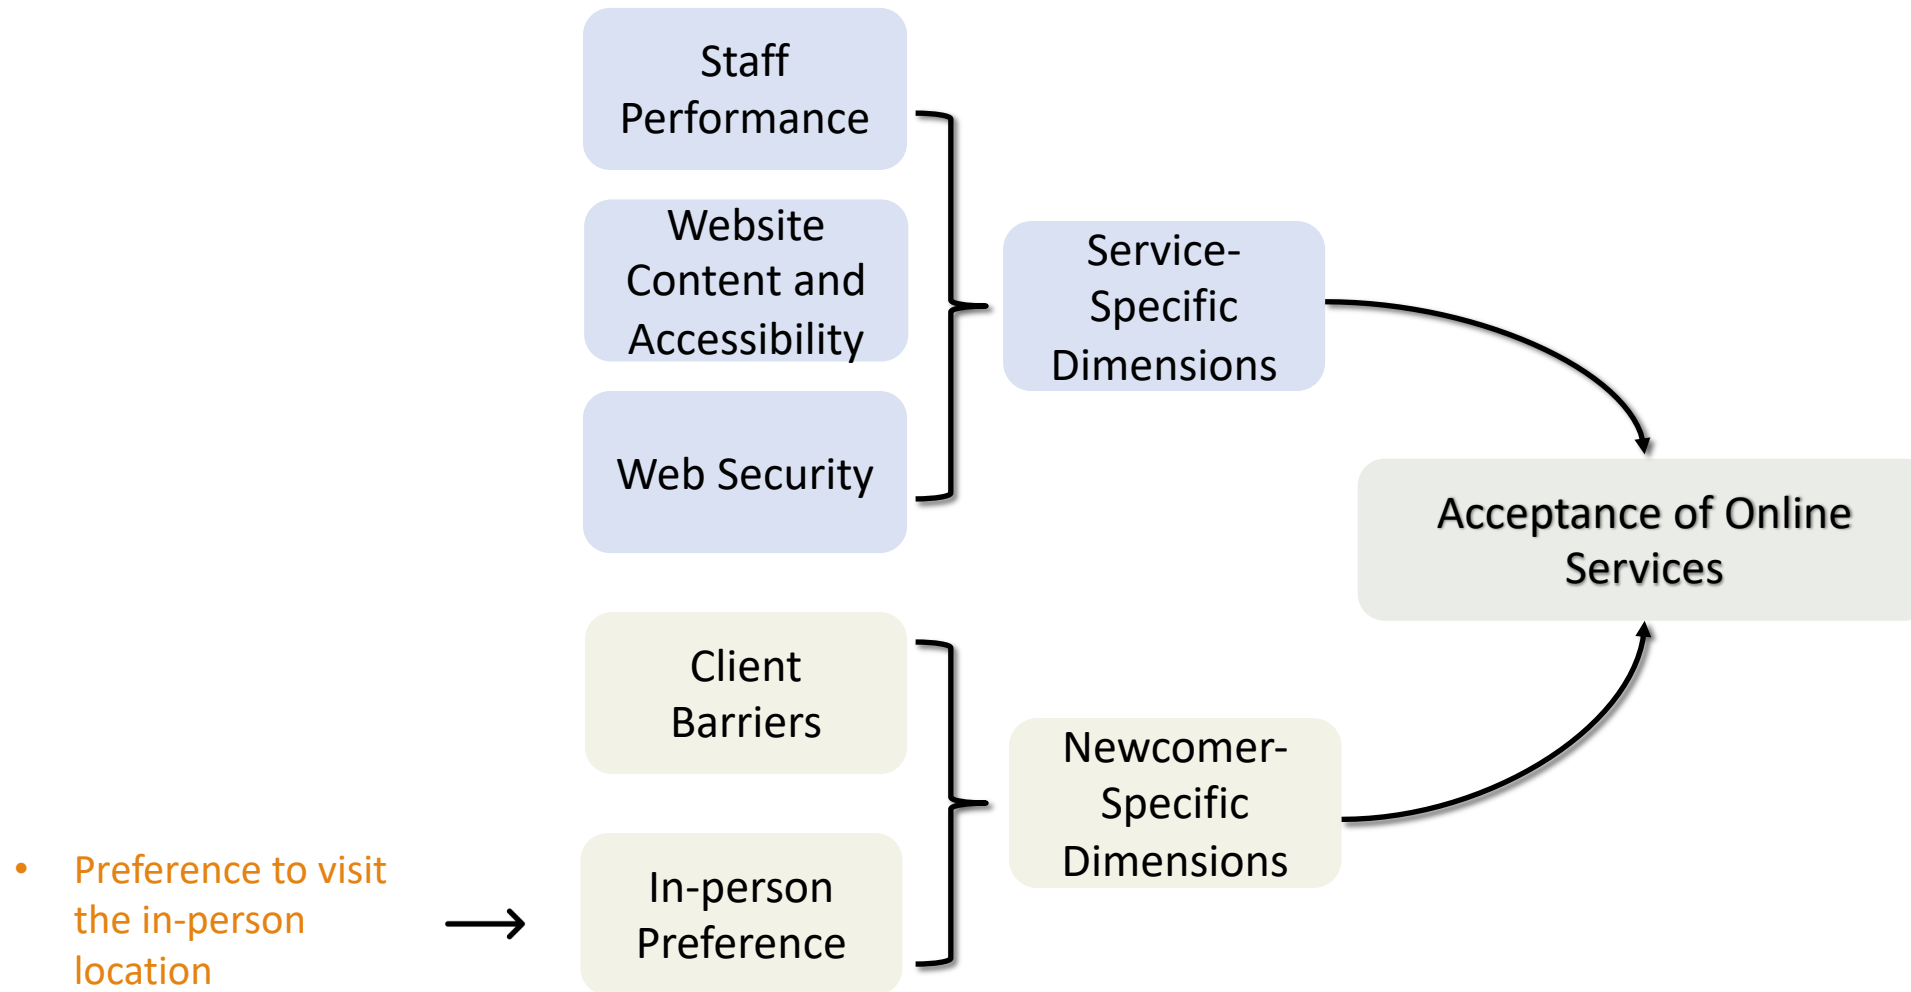 Staff
Performance
Website
Content and
Accessibility
Web Security
Service-
Specific
Dimensions
Acceptance of Online
Services
Client
Barriers
Newcomer-
Specific
Dimensions
• Preference to visit
the in-person
location
In-person
Preference